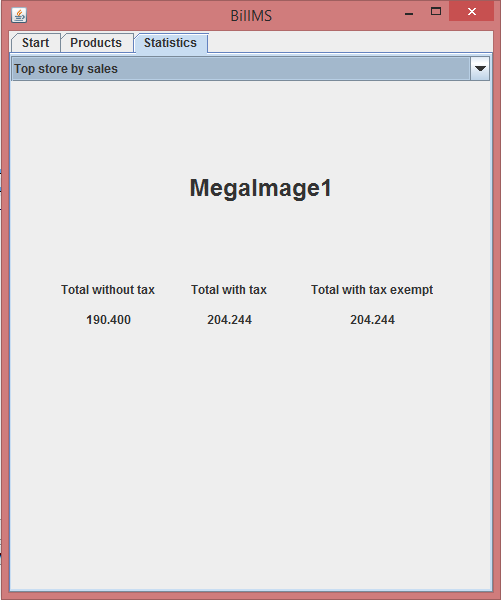 BillMS
Start Products Statistics
Top store by sales
MegaImage1
Total without tax Total with tax Total with tax exempt
190.400 204.244 204.244